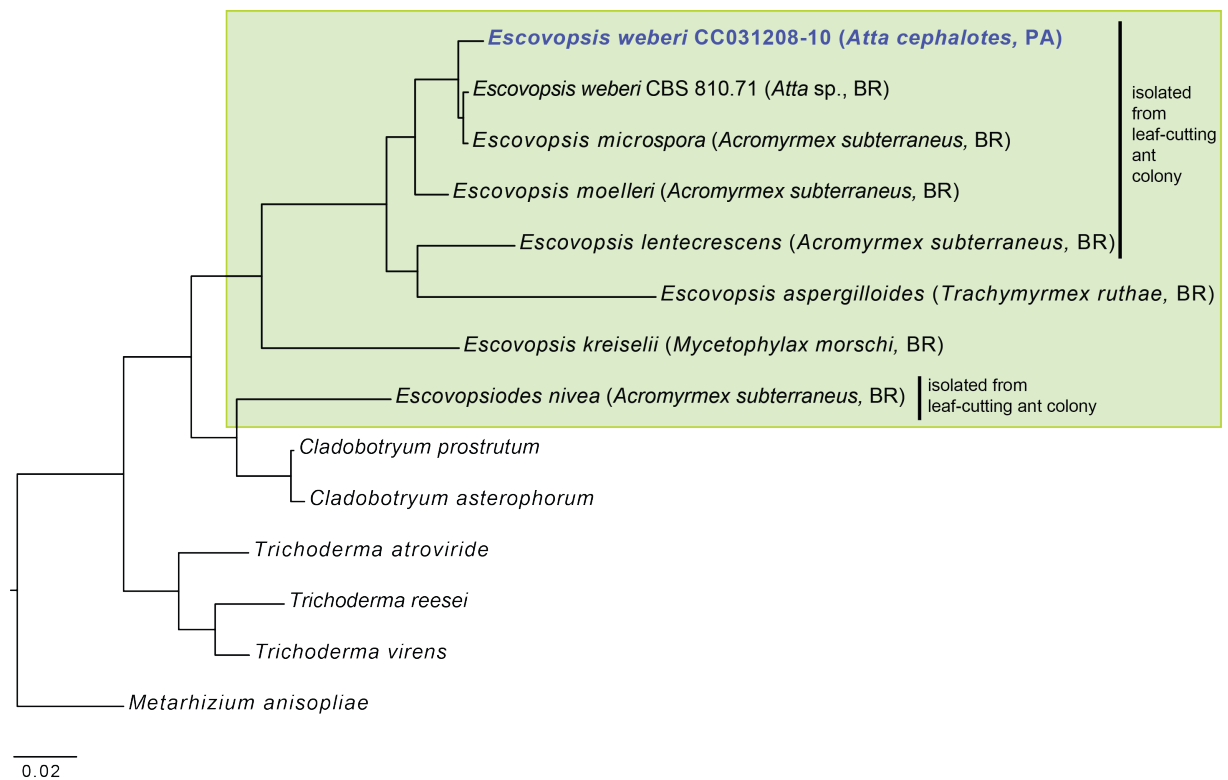 Escovopsis weberi CC031208-10 (Atta cephalotes, PA)
Escovopsis weberi CBS 810.71 (Atta sp., BR)
Escovopsis microspora (Acromyrmex subterraneus, BR)
Escovopsis moelleri (Acromyrmex subterraneus, BR)
Escovopsis lentecrescens (Acromyrmex subterraneus, BR)
isolated
from
leaf-cutting
ant
colony
Escovopsis aspergilloides (Trachymyrmex ruthae, BR)
Escovopsis kreiselii (Mycetophylax morschi, BR)
Escovopsiodes nivea (Acromyrmex subterraneus, BR)
isolated from
leaf-cutting ant colony
Cladobotryum prostrutum
Cladobotryum asterophorum
Trichoderma atroviride
Trichoderma reesei
Trichoderma virens
Metarhizium anisopliae
0.02